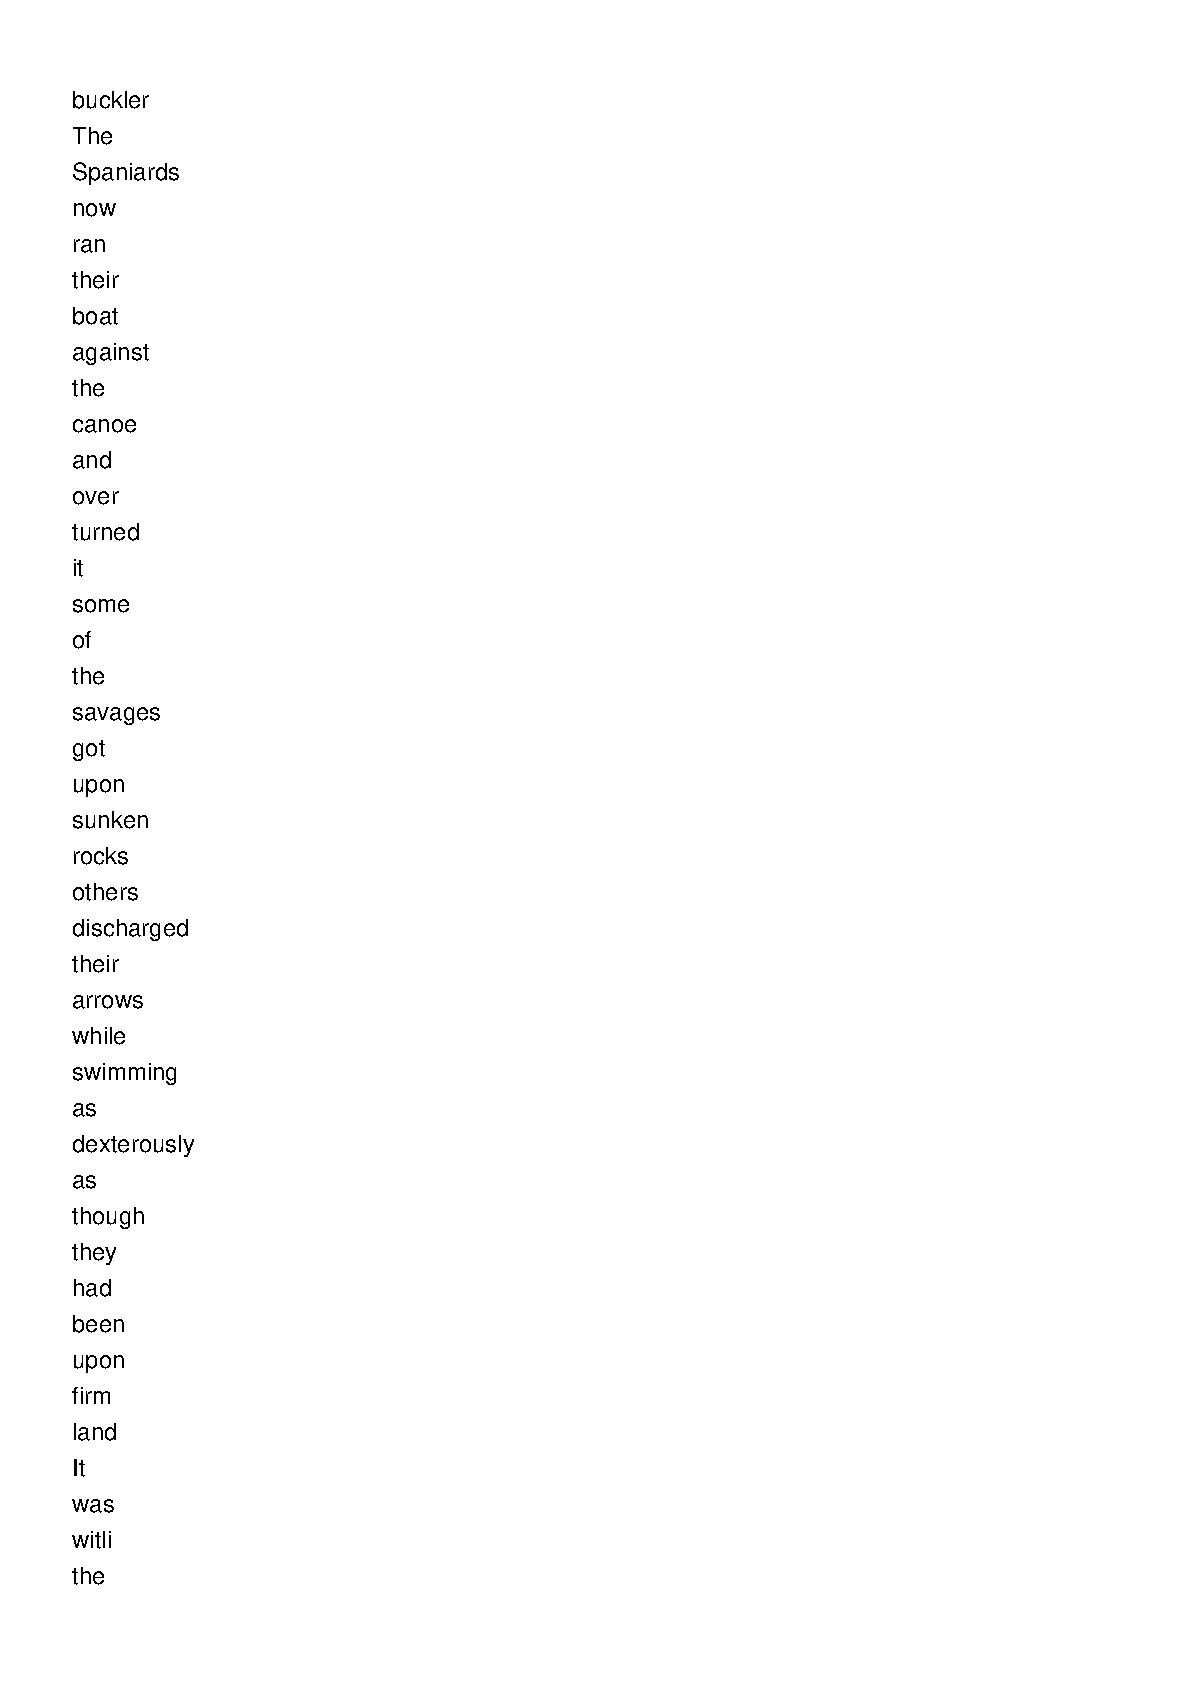 buckler
The
Spaniards
now
ran
their
boat
against
the
canoe
and
over
turned
it
some
of
the
savages
got
upon
sunken
rocks
others
discharged
their
arrows
while
swimming
as
dexterously
as
though
they
had
been
upon
firm
land
It
was
witli
the